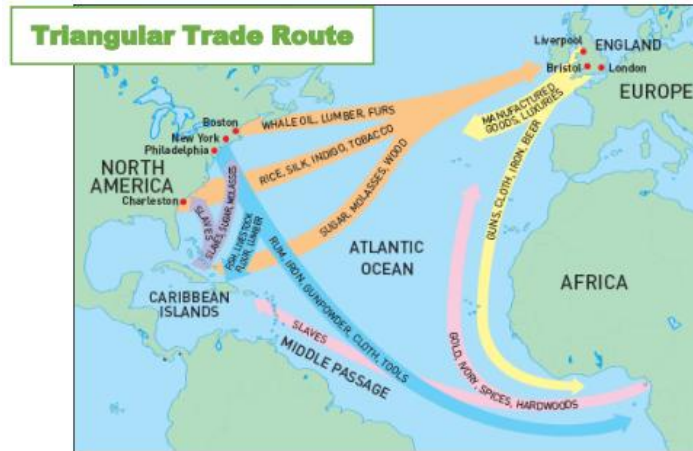 Triangular Trade Route
Liverpool
ENGLAND
Bristol
London
EUROPE
Boston
New York
Philadelphia
NORTH
AMERICA
Charleston
WHALE OIL, LUMBER, FURS
RICE, SILK, INDIGO, TOBACCO
SUGAR, MOLASSES, WOOD
MANUFACTURED
GOODS, LUXURIES
GUNS, CLOTH, IRON, BEER
SLAVES
SLAVES SUGAR, MOLASSES
FISH, LIVESTOCK
FLOUR, LUMBER
RUM, IRON, GUNPOWDER, CLOTH, TOOLS
ATLANTIC
OCEAN
AFRICA
CARIBBEAN
ISLANDS
SLAVES
MIDDLE PASSAGE
GOLD, IVORY, SPICES, HARDWOODS